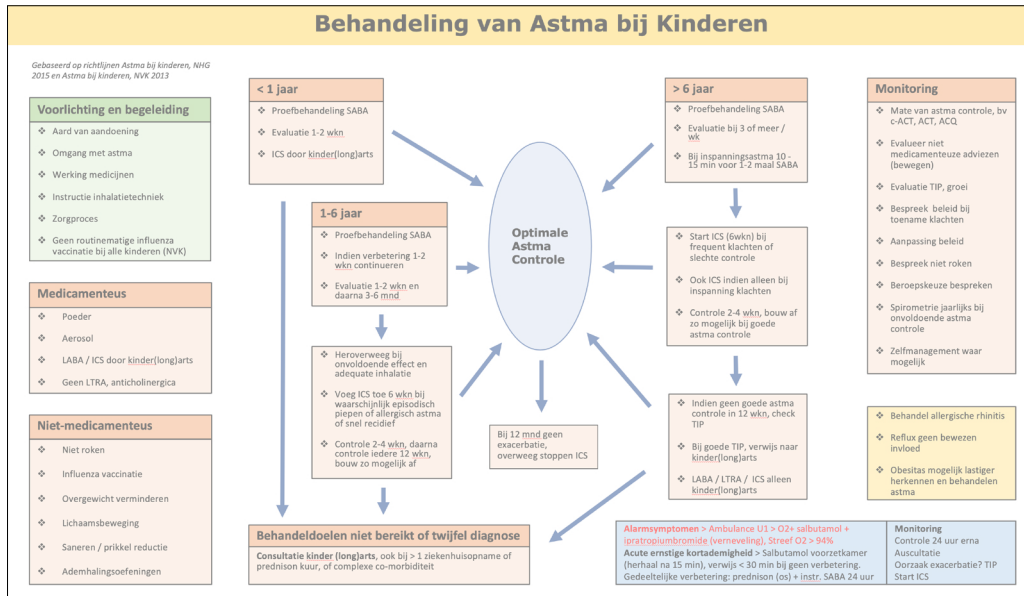 Behandeling van Astma bij Kinderen
Gebaseerd op richtlijnen Astma bij kinderen, NHG
2015 en Astma bij kinderen, NVK 2013
Voorlichting en begeleiding
❖ Aard van aandoening
❖ Omgang met astma
❖ Werking medicijnen
❖ Instructie inhalatietechniek
❖ Zorgproces
❖ Geen routinematige influenza
vaccinatie bij alle kinderen (NVK)
Medicamenteus
❖ Poeder
❖ Aerosol
❖ LABA / ICS door kinder(long)arts
❖ Geen LTRA, anticholinergica
Niet-medicamenteus
❖ Niet roken
❖ Influenza vaccinatie
❖ Overgewicht verminderen
❖ Lichaamsbeweging
❖ Saneren / prikkel reductie
❖ Ademhalingsoefeningen
< 1 jaar
❖ Proefbehandeling SABA
❖ Evaluatie 1-2 wkn
❖ ICS door kinder(long)arts
1-6 jaar
❖ Proefbehandeling SABA
❖ Indien verbetering 1-2
wkn continueren
❖ Evaluatie 1-2 wkn en
daarna 3-6 mnd
❖ Heroverweeg bij
onvoldoende effect en
adequate inhalatie
❖ Voeg ICS toe 6 wkn bij
waarschijnlijk episodisch
piepen of allergisch astma
of snel recidief
❖ Controle 2-4 wkn, daarna
controle iedere 12 wkn,
bouw zo mogelijk af
Optimale
Astma
Controle
Bij 12 mnd geen
exacerbatie,
overweeg stoppen ICS
> 6 jaar
❖ Proefbehandeling SABA
❖ Evaluatie bij 3 of meer /
wk
❖ Bij inspanningsastma 10 -
15 min voor 1-2 maal SABA
❖ Start ICS (6wkn) bij
frequent klachten of
slechte controle
❖ Ook ICS indien alleen bij
inspanning klachten
❖ Controle 2-4 wkn, bouw af
zo mogelijk bij goede
astma controle
❖ Indien geen goede astma
controle in 12 wkn, check
TIP
❖ Bij goede TIP, verwijs naar
kinder(long)arts
❖ LABA / LTRA / ICS alleen
kinder(long)arts
Behandeldoelen niet bereikt of twijfel diagnose
Consultatie kinder (long)arts, ook bij > 1 ziekenhuisopname of
prednison kuur, of complexe co-morbiditeit
Monitoring
❖ Mate van astma controle, bv
c-ACT, ACT, ACQ
❖ Evalueer niet
medicamenteuze adviezen
(bewegen)
❖ Evaluatie TIP, groei
❖ Bespreek beleid bij
toename klachten
❖ Aanpassing beleid
❖ Bespreek niet roken
❖ Beroepskeuze bespreken
❖ Spirometrie jaarlijks bij
onvoldoende astma
controle
❖ Zelfmanagement waar
mogelijk
❖ Behandel allergische rhinitis
❖ Reflux geen bewezen
invloed
❖ Obesitas mogelijk lastiger
herkennen en behandelen
astma
Alarmsymptomen > Ambulance U1 > O2+ salbutamol +
ipratropiumbromide (verneveling), Streef O2 > 94%
Acute ernstige kortademigheid > Salbutamol voorzetkamer
(herhaal na 15 min), verwijs < 30 min bij geen verbetering.
Gedeeltelijke verbetering: prednison (os) + instr. SABA 24 uur
Monitoring
Controle 24 uur erna
Auscultatie
Oorzaak exacerbatie? TIP
Start ICS